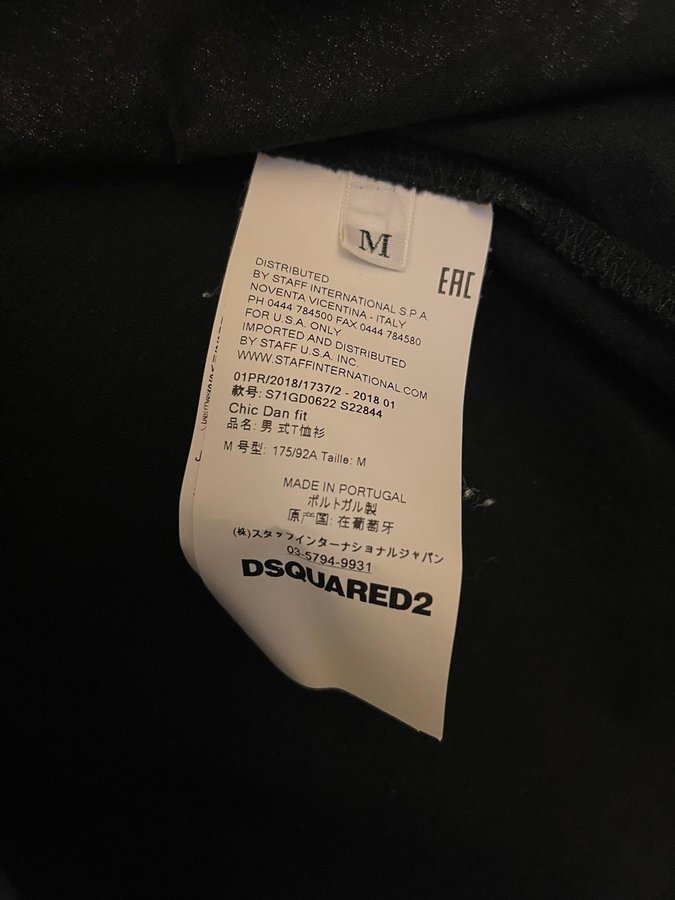 M
EAC
DISTRIBUTED
BY STAFF INTERNATIONAL S.P.A.
NOVENTA VICENTINA - ITALY
PH 0444 784500 FAX 0444 784580
FOR U.S.A. ONLY
IMPORTED AND DISTRIBUTED
BY STAFF U.S.A. INC.
WWW.STAFFINTERNATIONAL.COM
01PR/2018/1737/2 - 2018 01
款号: S71GD0622 S22844
Chic Dan fit
品名: 男 式T恤衫
M 号型: 175/92A Taille: M
MADE IN PORTUGAL
ポルトガル製
原产国: 在葡萄牙
(株)スタッフインターナショナルジャパン
03-5794-9931
DSQUARED2